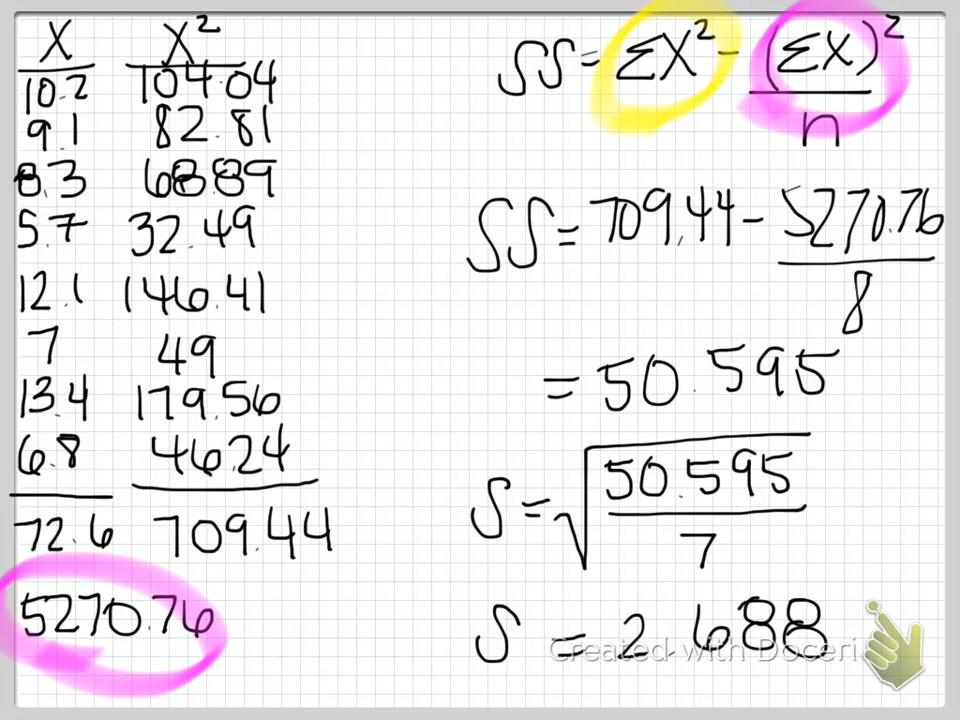 X X²
10.2 104.04
9.1 82.81
8.3 68.89
5.7 32.49
12.1 146.41
7 49
13.4 179.56
6.8 46.24
72.6 709.44
5270.76
SS = ΣX² - (ΣX)² / n
SS = 709.44 - 5270.76 / 8
= 50.595
S = √50.595 / 7
S = 2.688
Created with Doceri